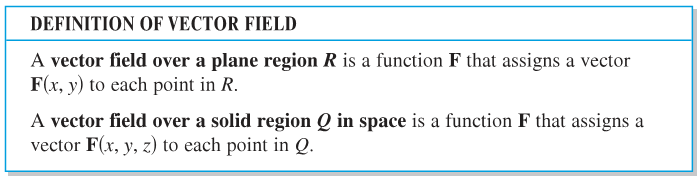 DEFINITION OF VECTOR FIELD
A vector field over a plane region R is a function F that assigns a vector
F(x, y) to each point in R.
A vector field over a solid region Q in space is a function F that assigns a
vector F(x, y, z) to each point in Q.